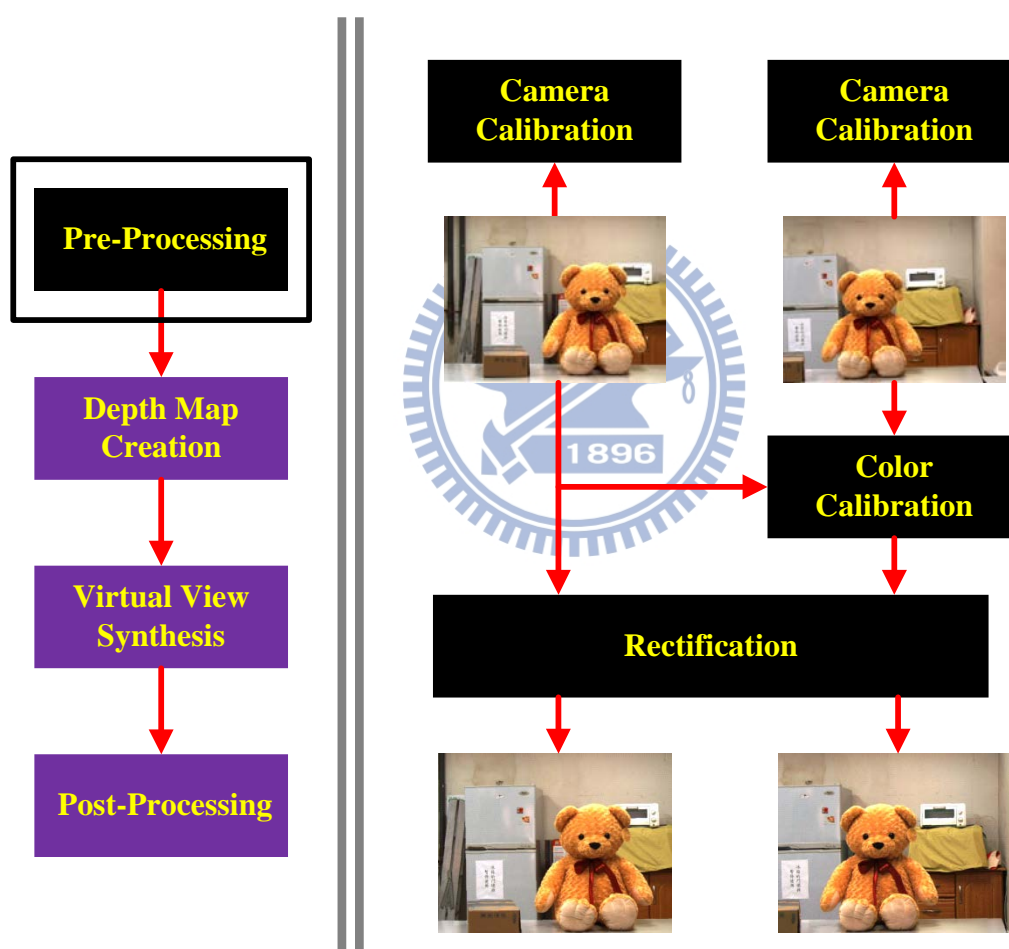 Pre-Processing
Depth Map
Creation
Virtual View
Synthesis
Post-Processing
Camera
Calibration
Camera
Calibration
1896
Color
Calibration
Rectification